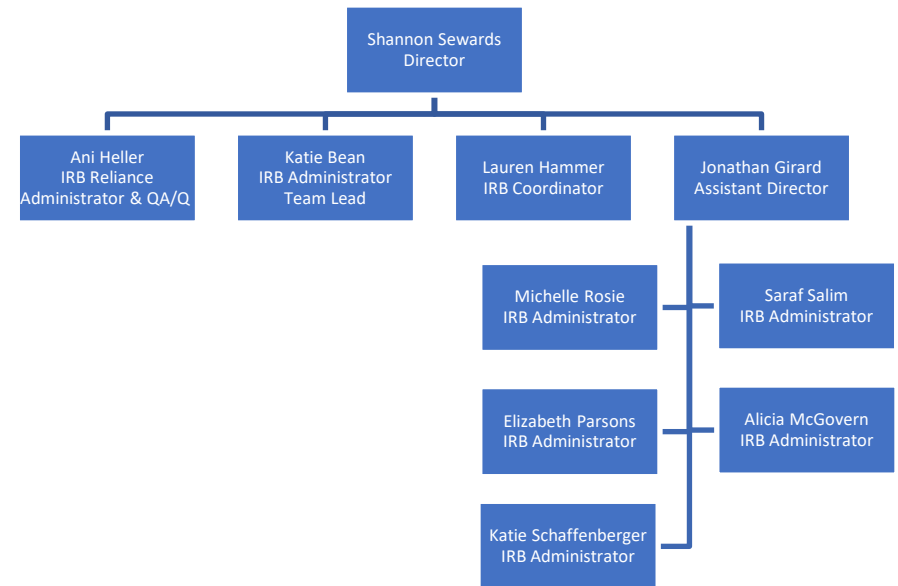 Shannon Sewards
Director
Ani Heller
IRB Reliance
Administrator & QA/Q
Katie Bean
IRB Administrator
Team Lead
Lauren Hammer
IRB Coordinator
Jonathan Girard
Assistant Director
Michelle Rosie
IRB Administrator
Saraf Salim
IRB Administrator
Elizabeth Parsons
IRB Administrator
Alicia McGovern
IRB Administrator
Katie Schaffenberger
IRB Administrator